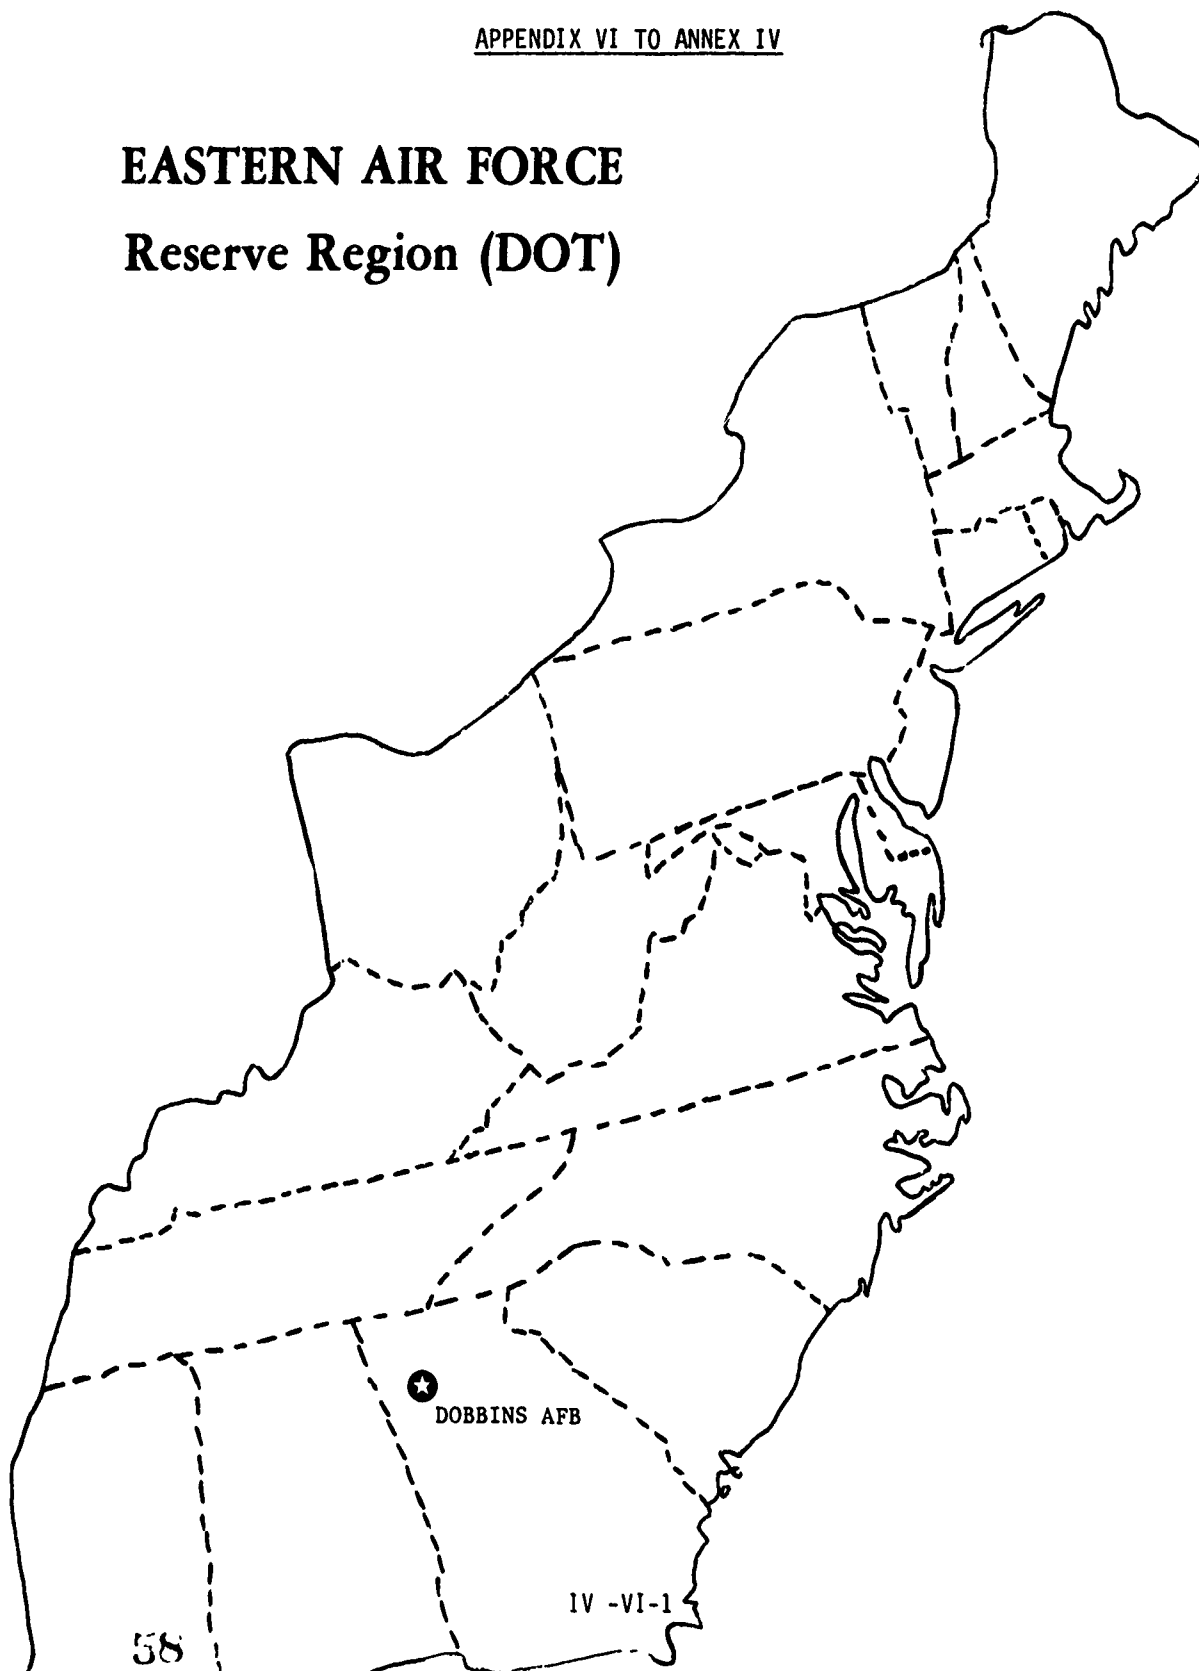 APPENDIX VI TO ANNEX IV
EASTERN AIR FORCE
Reserve Region (DOT)
DOBBINS AFB
IV -VI-1
58